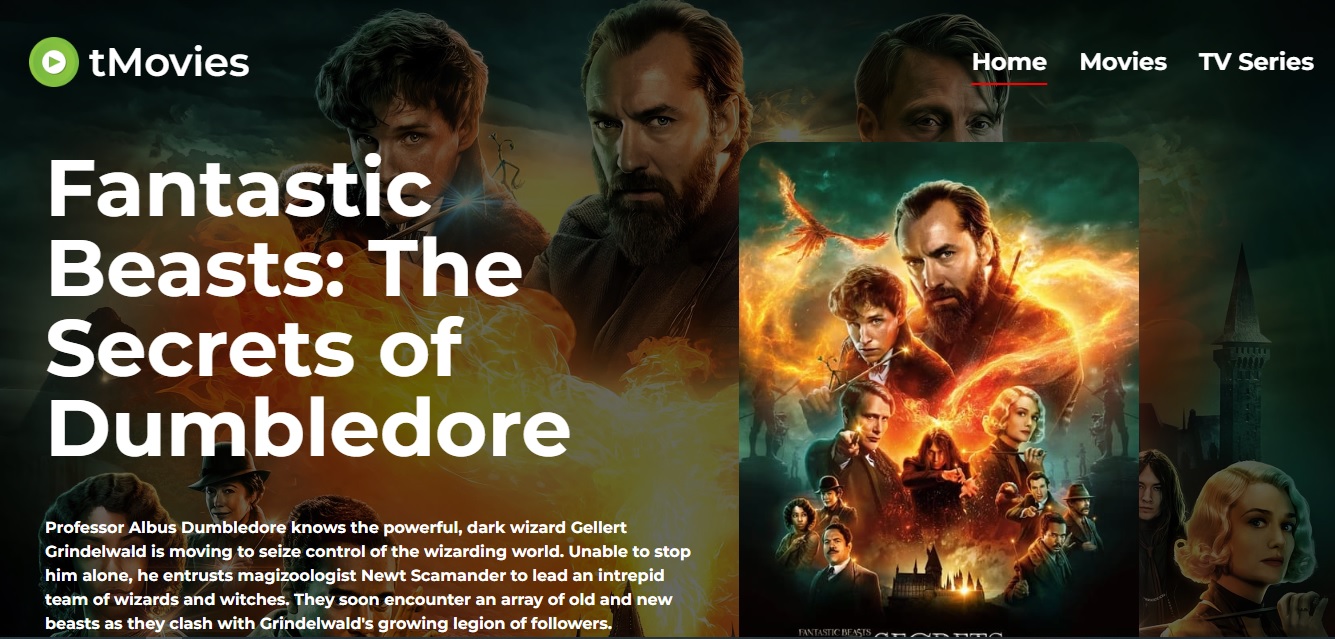 tMovies
Home Movies TV Series
Fantastic
Beasts: The
Secrets of
Dumbledore
Professor Albus Dumbledore knows the powerful, dark wizard Gellert
Grindelwald is moving to seize control of the wizarding world. Unable to stop
him alone, he entrusts magizoologist Newt Scamander to lead an intrepid
team of wizards and witches. They soon encounter an array of old and new
beasts as they clash with Grindelwald's growing legion of followers.
FANTASTIC BEASTS
SECRETS